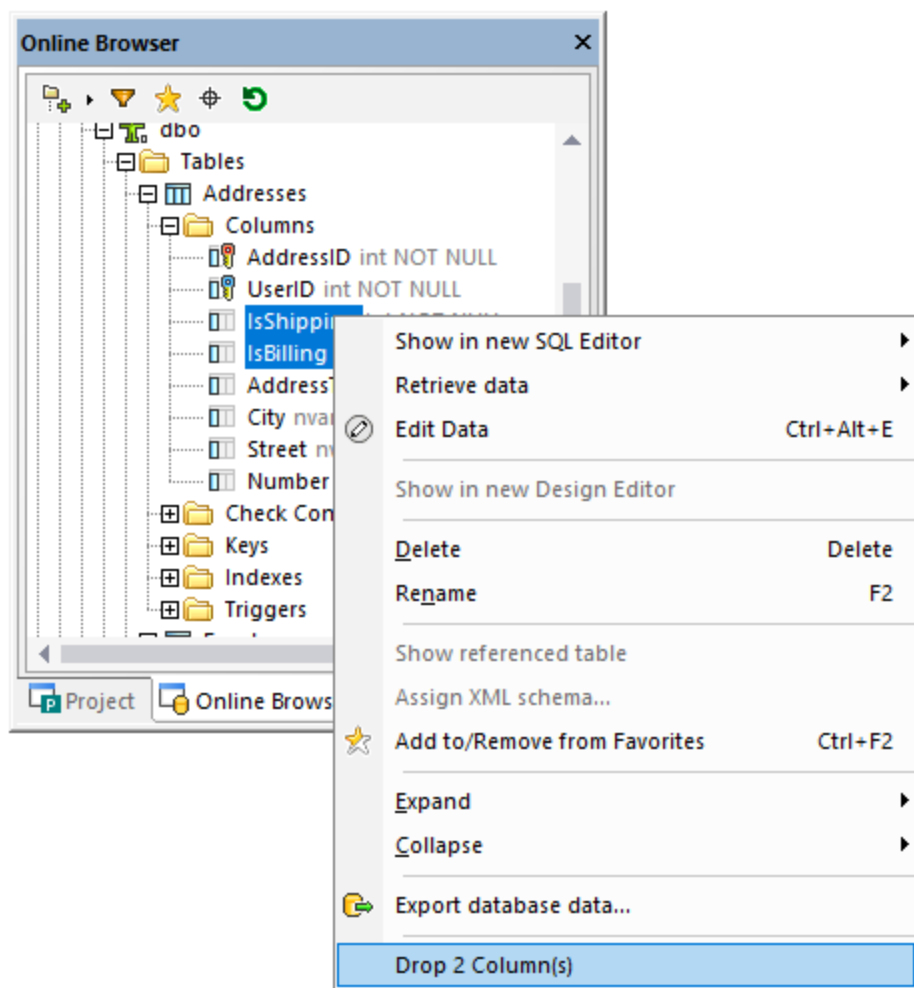 Online Browser
dbo
Tables
Addresses
Columns
AddressID int NOT NULL
UserID int NOT NULL
IsShippin
IsBilling
Address
City nva
Street n
Number
Check Con
Keys
Indexes
Triggers
Project
Online Brows
Show in new SQL Editor
Retrieve data
Edit Data Ctrl+Alt+E
Show in new Design Editor
Delete Delete
Rename F2
Show referenced table
Assign XML schema...
Add to/Remove from Favorites Ctrl+F2
Expand
Collapse
Export database data...
Drop 2 Column(s)